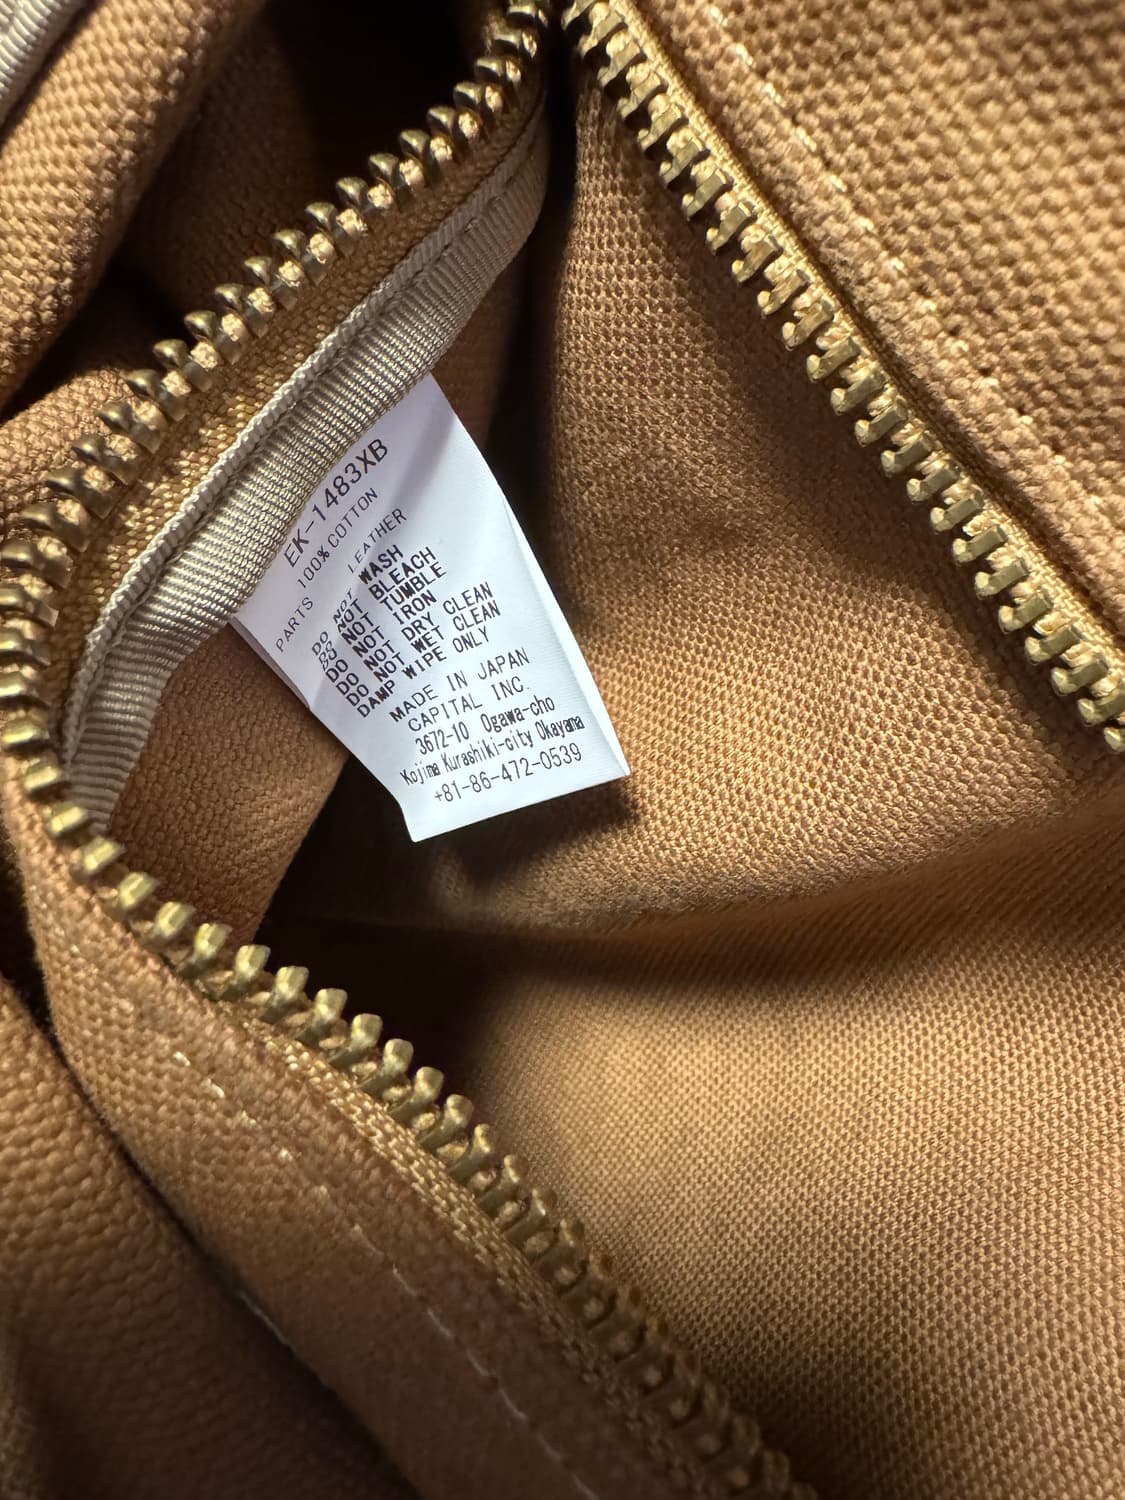 EK-1483XB
100% COTTON
PARTS LEATHER
DO NOT WASH
DO NOT BLEACH
DO NOT TUMBLE
DO NOT IRON
DO NOT DRY CLEAN
DO NOT WET CLEAN
DAMP WIPE ONLY
MADE IN JAPAN
CAPITAL INC.
3672-10 Ogawa-cho
Kojima Kurashiki-city Okayama
+81-86-472-0539